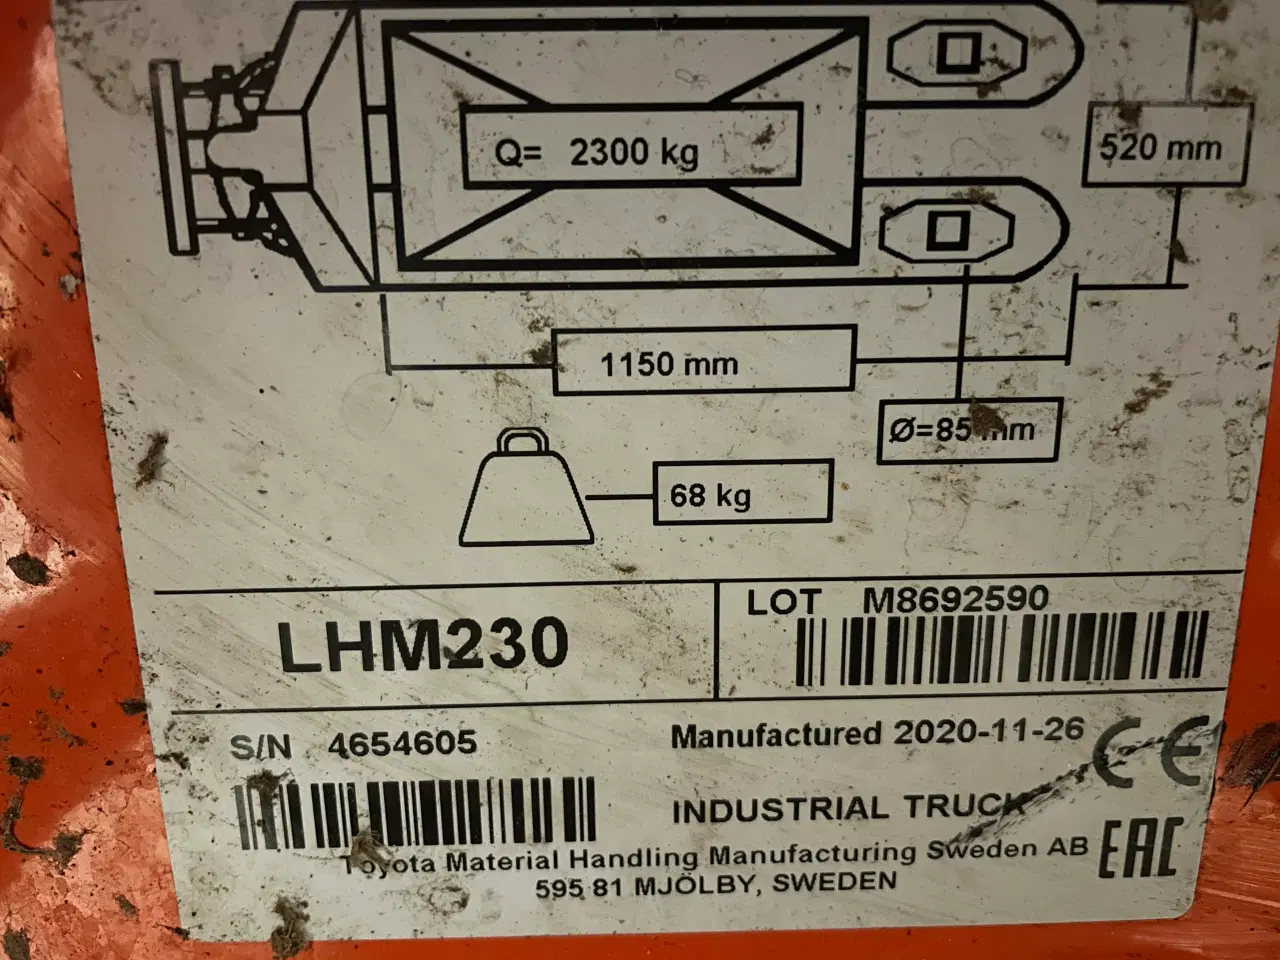 Q= 2300 kg
520 mm
1150 mm
Ø=85 mm
68 kg
LHM230
LOT M8692590
S/N 4654605
Manufactured 2020-11-26
CE
INDUSTRIAL TRUCK
Toyota Material Handling Manufacturing Sweden AB
595 81 MJÖLBY, SWEDEN
EAC